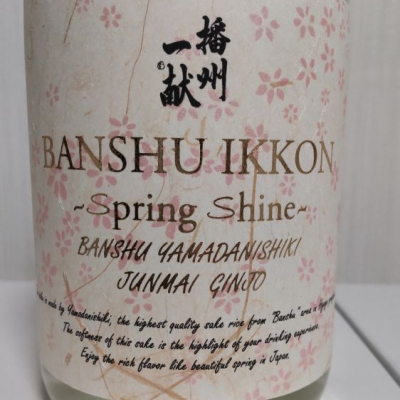 播州
一献
BANSHU IKKON
~Spring Shine~
BANSHU YAMADANISHIKI
JUNMAI GINJO
is made by Yamadanishiki, the highest quality sake rise from "Banshu" area in
The softness of this sake is the highlight of your drinking experience.
Enjoy the rich flavor like beautiful spring in Japan.